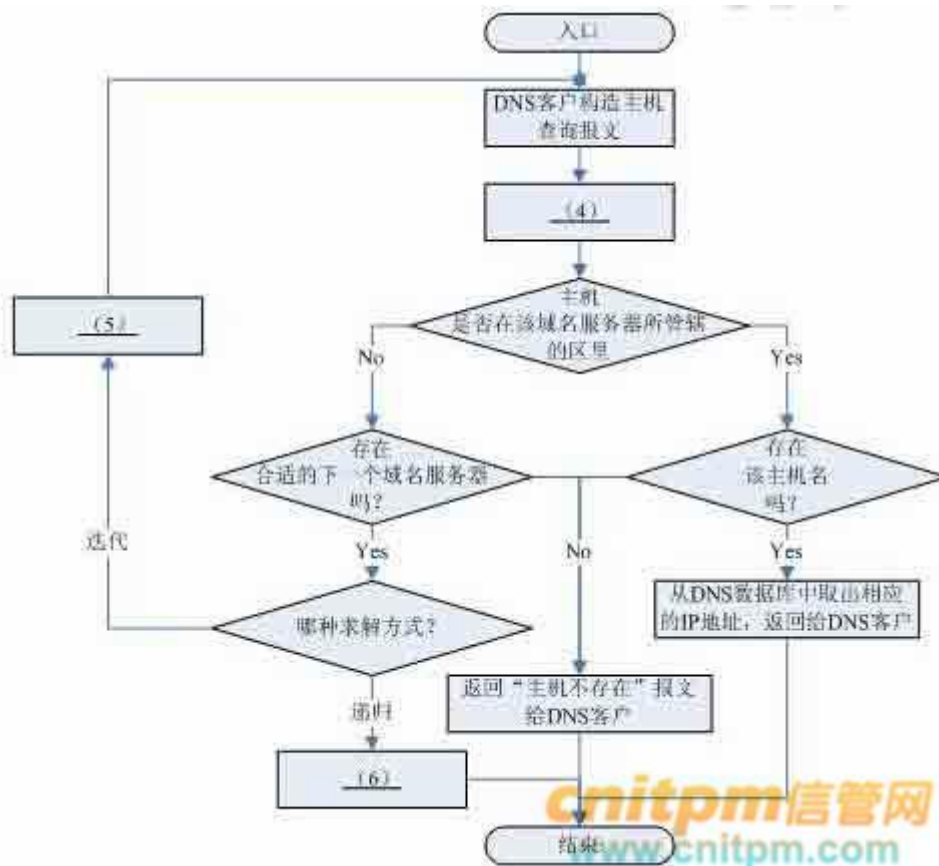 入口
DNS客户构造主机
查询报文
(4)
(5)
主机
是否在该域名服务器所管辖
的区里
No
Yes
存在
合适的下一个域名服务器
吗?
存在
该主机名
吗?
迭代
Yes
No
Yes
从DNS数据库中取出相应
的IP地址,返回给DNS客户
哪种求解方式?
递归
返回“主机不存在”报文
给DNS客户
(6)
cnitpm信管网
结束
www.cnitpm.com